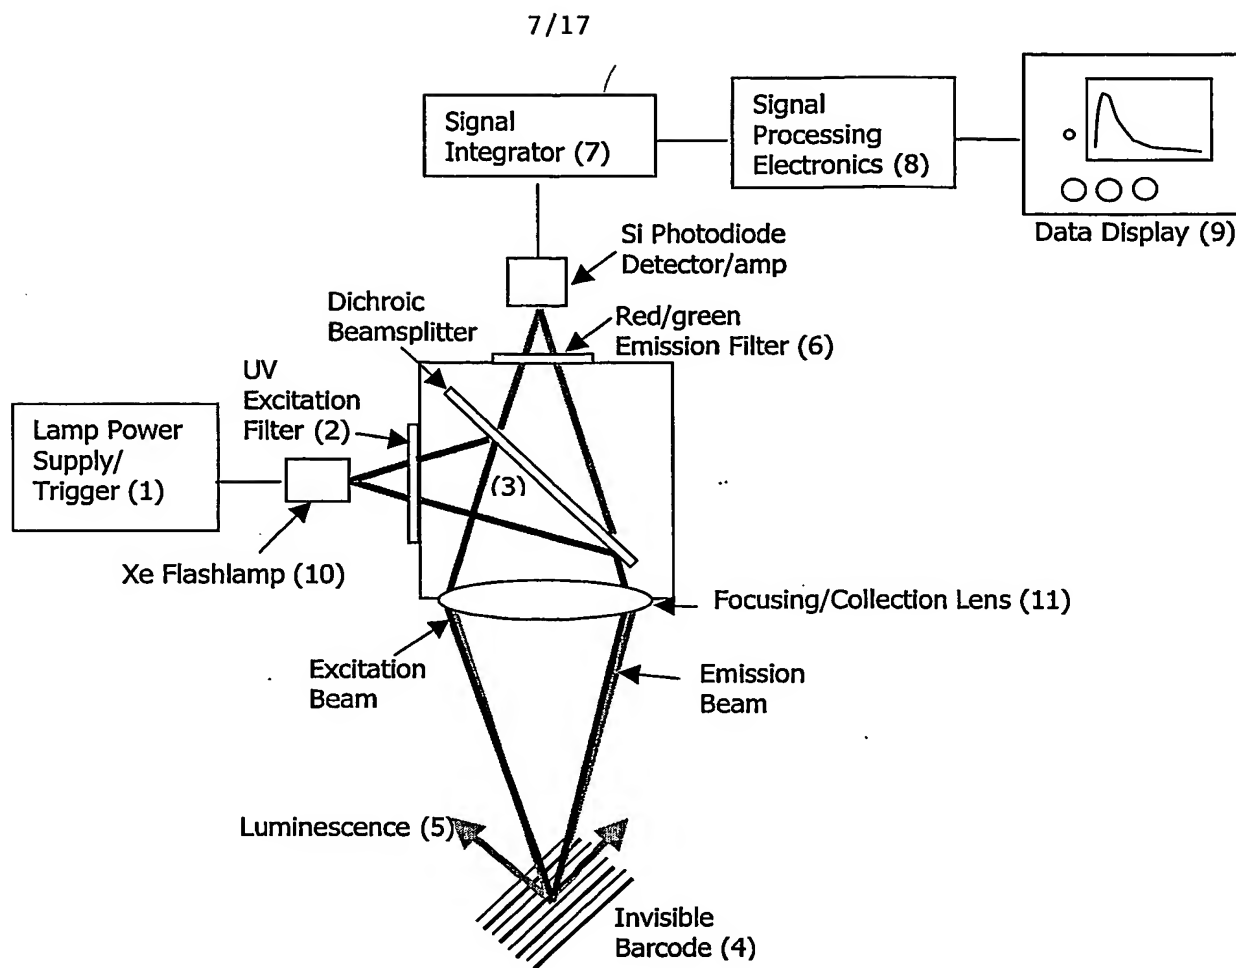 7/17
Signal
Integrator (7)
Signal
Processing
Electronics (8)
Data Display (9)
Si Photodiode
Detector/amp
Dichroic
Beamsplitter
Red/green
Emission Filter (6)
UV
Excitation
Filter (2)
Lamp Power
Supply/
Trigger (1)
(3)
Xe Flashlamp (10)
Focusing/Collection Lens (11)
Excitation
Beam
Emission
Beam
Luminescence (5)
Invisible
Barcode (4)